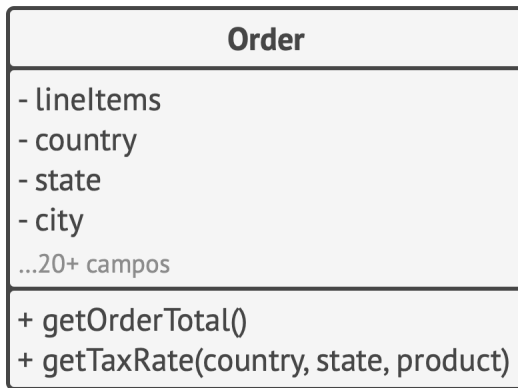 Order
- lineItems
- country
- state
- city
...20+ campos
+ getOrderTotal()
+ getTaxRate(country, state, product)